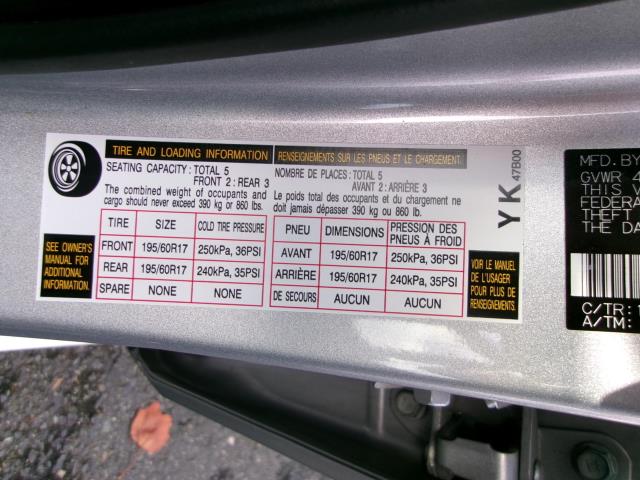 TIRE AND LOADING INFORMATION
SEATING CAPACITY: TOTAL 5
FRONT 2: REAR 3
The combined weight of occupants and
cargo should never exceed 390 kg or 860 lbs.
TIRE SIZE COLD TIRE PRESSURE
FRONT 195/60R17 250kPa, 36PSI
REAR 195/60R17 240kPa, 35PSI
SPARE NONE NONE
SEE OWNER'S
MANUAL FOR
ADDITIONAL
INFORMATION.
RENSEIGNEMENTS SUR LES PNEUS ET LE CHARGEMENT.
NOMBRE DE PLACES: TOTAL 5
AVANT 2: ARRIÈRE 3
Le poids total des occupants et du chargement ne
doit jamais dépasser 390 kg ou 860 lb.
PNEU DIMENSIONS PRESSION DES
PNEUS À FROID
AVANT 195/60R17 250kPa, 36PSI
ARRIÈRE 195/60R17 240kPa, 35PSI
DE SECOURS AUCUN AUCUN
VOIR LE MANUEL
DE L'USAGER
POUR PLUS DE
RENSEIGNEMENTS.
YK 47B00
MFD. BY
GVWR 4
THIS V
FEDERA
THEFT
THE DA
C/TR:
A/TM: